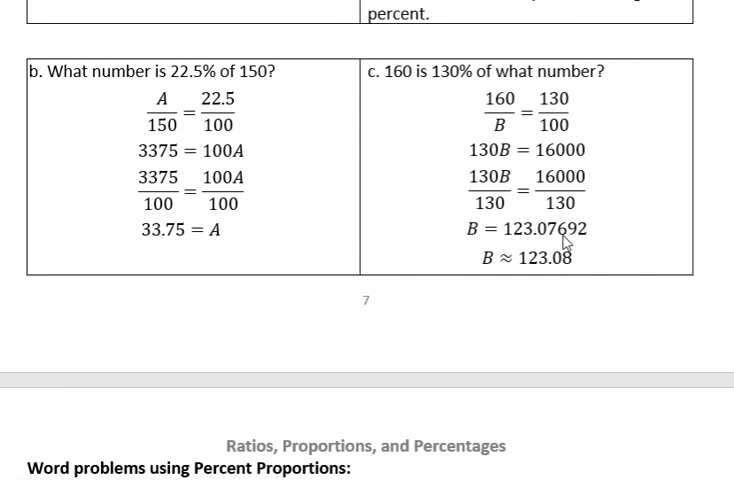 percent.
b. What number is 22.5% of 150?
A/150 = 22.5/100
3375 = 100A
3375/100 = 100A/100
33.75 = A
c. 160 is 130% of what number?
160/B = 130/100
130B = 16000
130B/130 = 16000/130
B = 123.07692
B ≈ 123.08
7
Ratios, Proportions, and Percentages
Word problems using Percent Proportions: